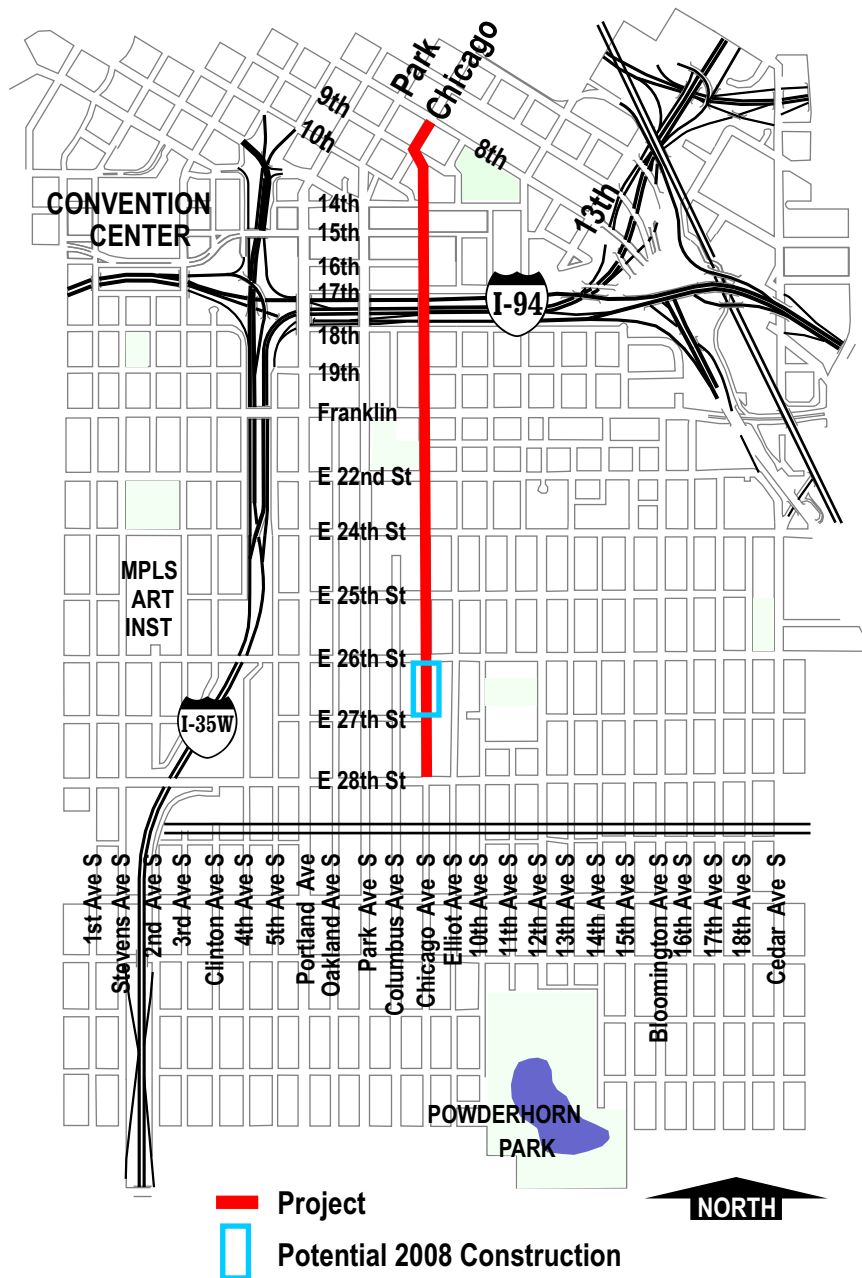 Park
Chicago
9th
10h
8th
13th
CONVENTION
CENTER
14th
15th
16th
17th
I-94
18th
19th
Franklin
E 22nd St
E 24th St
MPLS
ART
INST
E 25th St
E 26th St
I-35W
E 27th St
E 28th St
1st Ave S
Stevens Ave S
2nd Ave S
3rd Ave S
Clinton Ave S
4th Ave S
5th Ave S
Portland Ave
Oakland Ave S
Park Ave S
Columbus Ave S
Chicago Ave S
Elliot Ave S
10th Ave S
11th Ave S
12th Ave S
13th Ave S
14th Ave S
15th Ave S
Bloomington Ave S
16th Ave S
17th Ave S
18th Ave S
Cedar Ave S
POWDERHORN
PARK
Project
NORTH
Potential 2008 Construction